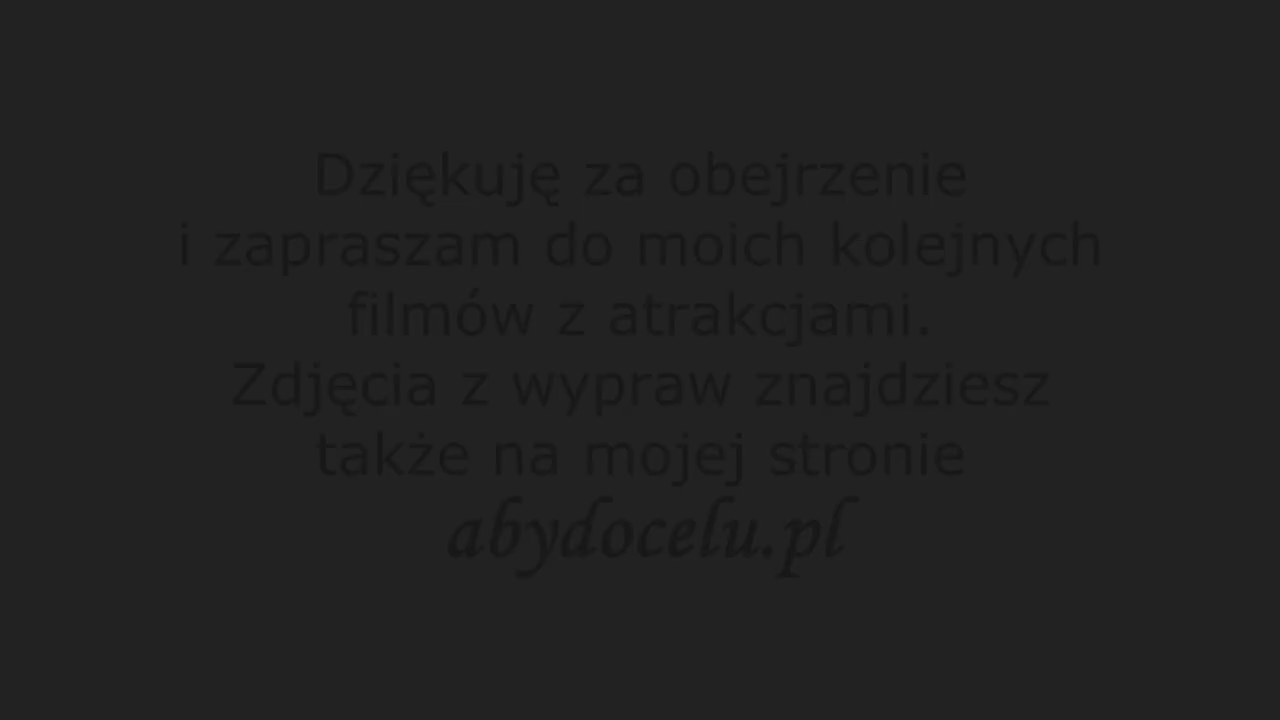 Dziękuję za obejrzenie
i zapraszam do moich kolejnych
filmów z atrakcjami.
Zdjęcia z wypraw znajdziesz
także na mojej stronie
abydocelu.pl